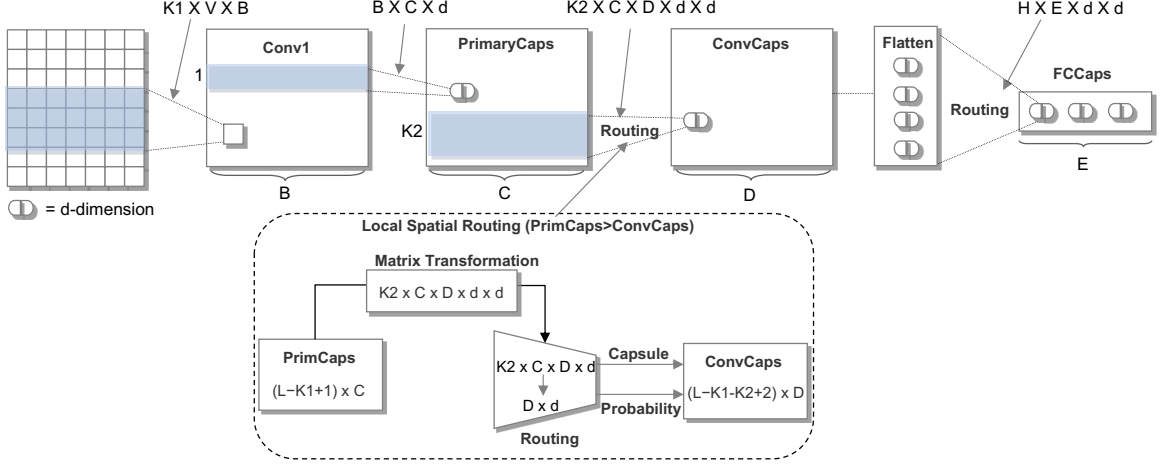 K1 X V X B
B X C X d
K2 X C X D X d X d
H X E X d X d
Conv1
PrimaryCaps
ConvCaps
Flatten
FCCaps
1
K2
Routing
Routing
B
C
D
E
= d-dimension
Local Spatial Routing (PrimCaps>ConvCaps)
Matrix Transformation
K2 x C x D x d x d
PrimCaps
(L−K1+1) x C
K2 x C x D x d
D x d
Routing
Capsule
Probability
ConvCaps
(L−K1-K2+2) x D